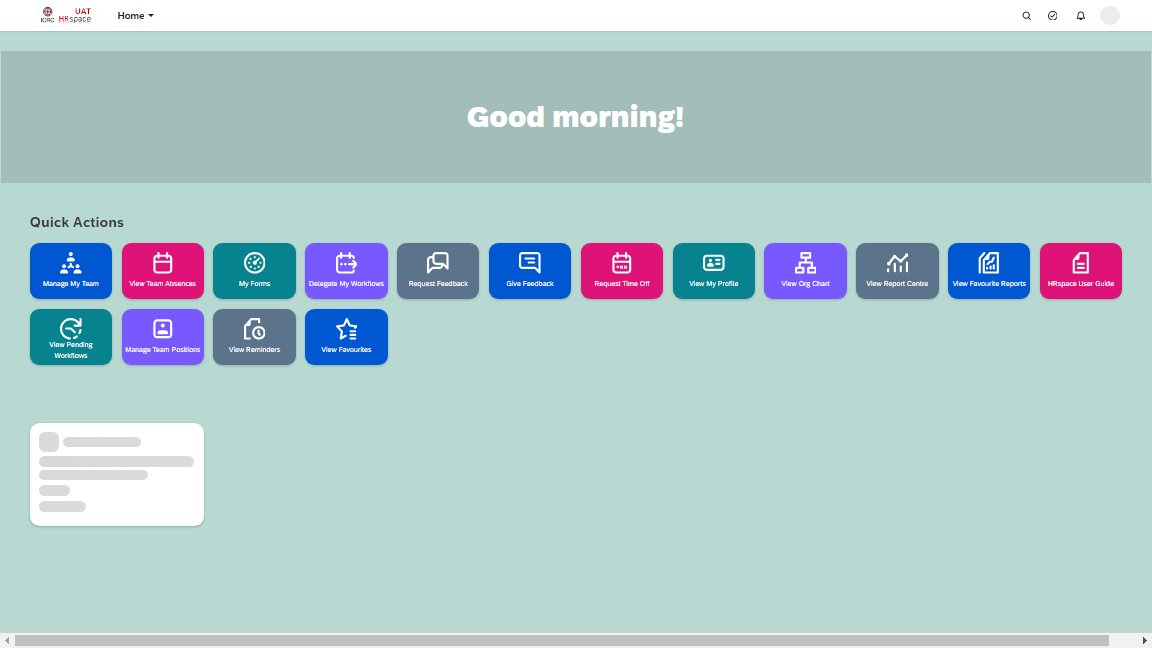 UAT
ICRC HRspace
Home
Good morning!
Quick Actions
Manage My Team
View Team Absences
My Forms
Delegate My Workflows
Request Feedback
Give Feedback
Request Time Off
View My Profile
View Org Chart
View Report Centre
View Favourite Reports
HRspace User Guide
View Pending
Workflows
Manage Team Positions
View Reminders
View Favourites